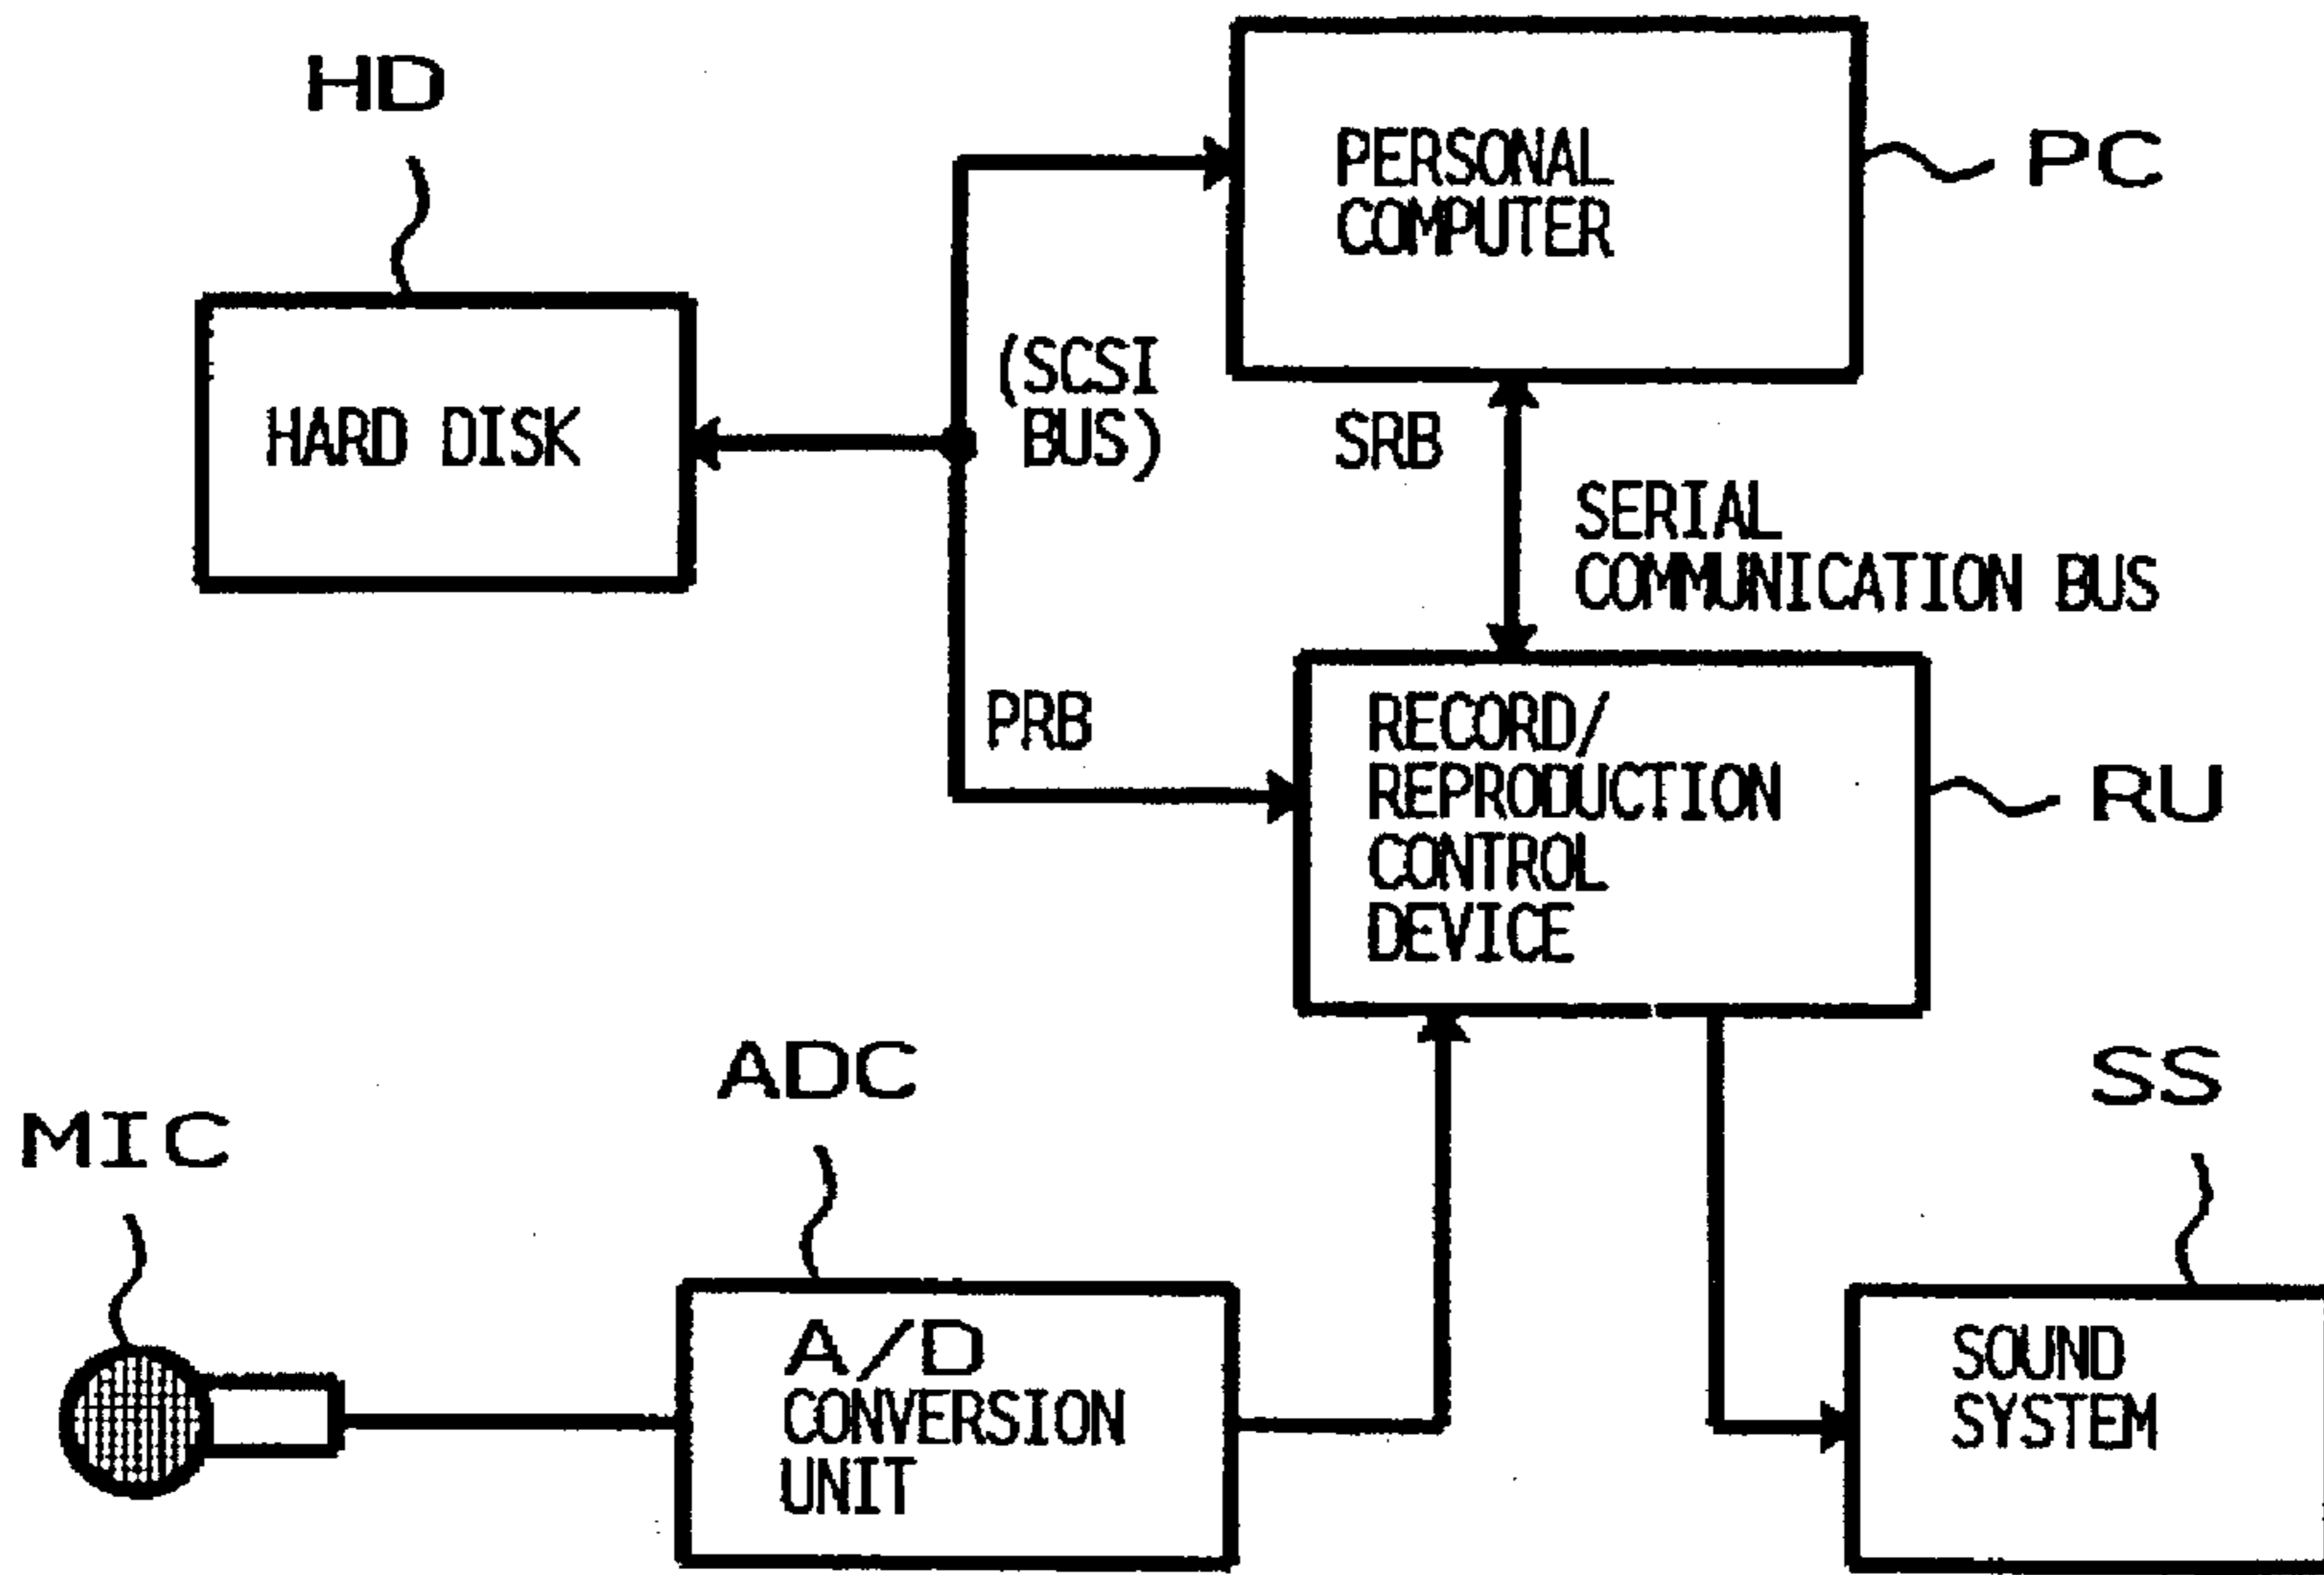 HD
PERSONAL
COMPUTER
PC
(SCSI
BUS)
HARD DISK
SRB
SERIAL
COMMUNICATION BUS
PRB
RECORD/
REPRODUCTION
CONTROL
DEVICE
RU
ADC
SS
MIC
A/D
CONVERSION
UNIT
SOUND
SYSTEM